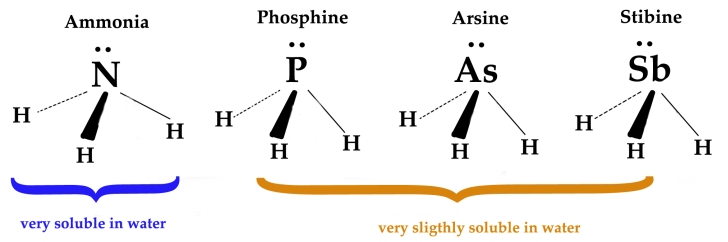 Ammonia Phosphine Arsine Stibine
N P As Sb
H H H H H H H H
H H H H
very soluble in water very sligthly soluble in water